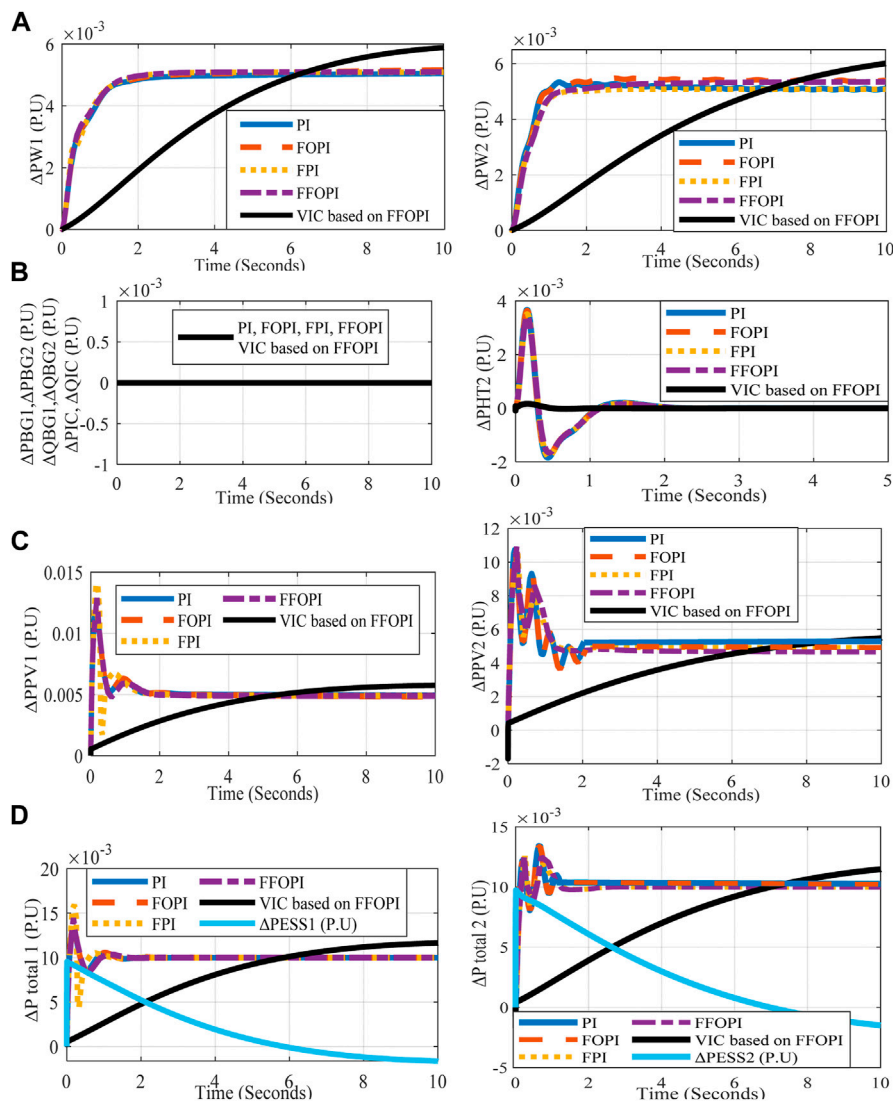 A
×10⁻³
6
4
2
0
ΔPW1 (P.U)
PI
FOPI
FPI
FFOPI
VIC based on FFOPI
0 2 4 6 8 10
Time (Seconds)
×10⁻³
6
4
2
0
ΔPW2 (P.U)
PI
FOPI
FPI
FFOPI
VIC based on FFOPI
0 2 4 6 8 10
Time (Seconds)
B
×10⁻³
1
0.5
0
-0.5
-1
ΔPBG1,ΔPBG2 (P.U)
ΔQBG1,ΔQBG2 (P.U)
ΔPIC, ΔQIC (P.U)
PI, FOPI, FPI, FFOPI
VIC based on FFOPI
0 2 4 6 8 10
Time (Seconds)
×10⁻³
4
2
0
-2
ΔPHT2 (P.U)
PI
FOPI
FPI
FFOPI
VIC based on FFOPI
0 1 2 3 4 5
Time (Seconds)
C
0.015
0.01
0.005
0
ΔPPV1 (P.U)
PI FFOPI
FOPI VIC based on FFOPI
FPI
0 2 4 6 8 10
Time (Seconds)
×10⁻³
12
10
8
6
4
2
0
-2
ΔPPV2 (P.U)
PI
FOPI
FPI
FFOPI
VIC based on FFOPI
0 2 4 6 8 10
Time (Seconds)
D
×10⁻³
20
15
10
5
0
ΔP total 1 (P.U)
PI FFOPI
FOPI VIC based on FFOPI
FPI ΔPESS1 (P.U)
0 2 4 6 8 10
Time (Seconds)
×10⁻³
15
10
5
0
-5
ΔP total 2 (P.U)
PI FFOPI
FOPI VIC based on FFOPI
FPI ΔPESS2 (P.U)
0 2 4 6 8 10
Time (Seconds)